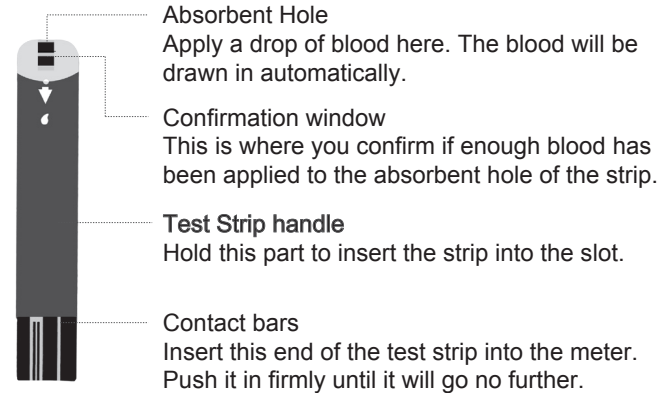 Absorbent Hole
Apply a drop of blood here. The blood will be
drawn in automatically.
Confirmation window
This is where you confirm if enough blood has
been applied to the absorbent hole of the strip.
Test Strip handle
Hold this part to insert the strip into the slot.
Contact bars
Insert this end of the test strip into the meter.
Push it in firmly until it will go no further.